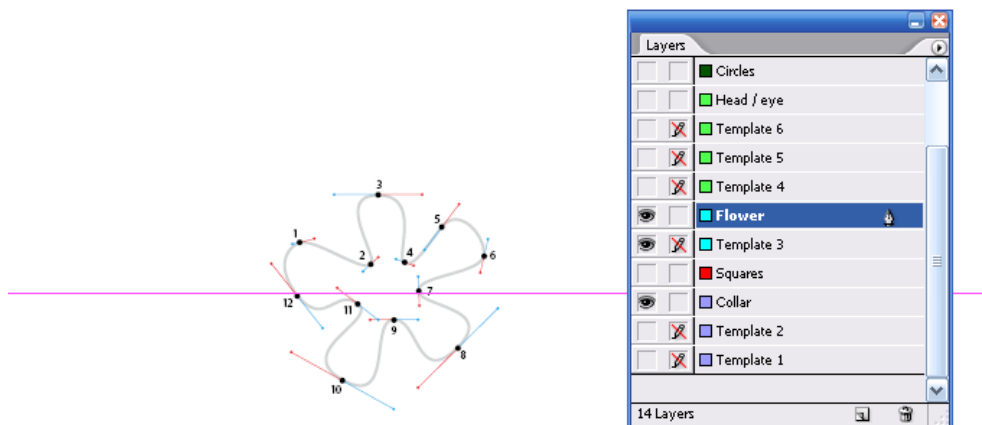 Layers
Circles
Head / eye
Template 6
Template 5
Template 4
Flower
Template 3
Squares
Collar
Template 2
Template 1
14 Layers
3
5
1
2
4
6
7
12
11
9
8
10